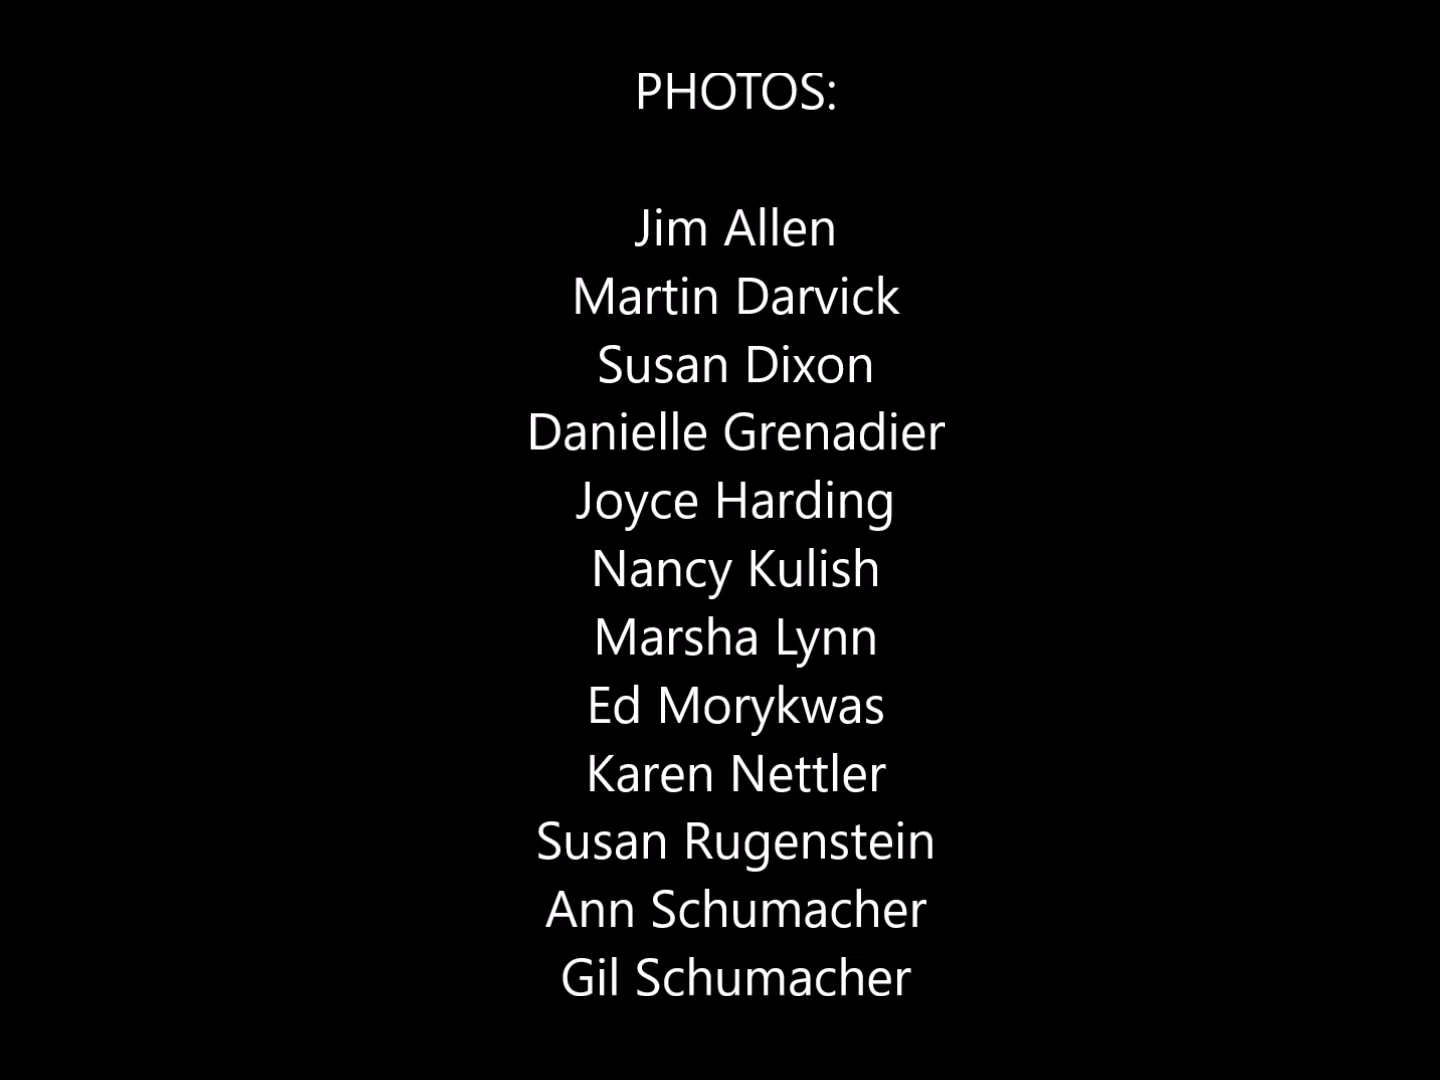 PHOTOS:
Jim Allen
Martin Darvick
Susan Dixon
Danielle Grenadier
Joyce Harding
Nancy Kulish
Marsha Lynn
Ed Morykwas
Karen Nettler
Susan Rugenstein
Ann Schumacher
Gil Schumacher